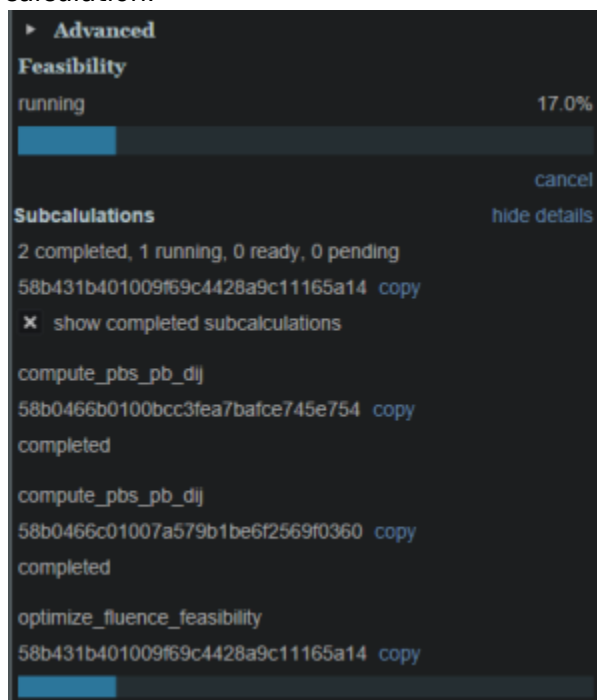 calculation.
▸ Advanced
Feasibility
running 17.0%
cancel
Subcalulations hide details
2 completed, 1 running, 0 ready, 0 pending
58b431b401009f69c4428a9c11165a14 copy
× show completed subcalculations
compute_pbs_pb_dij
58b0466b0100bcc3fea7bafce745e754 copy
completed
compute_pbs_pb_dij
58b0466c01007a579b1be6f2569f0360 copy
completed
optimize_fluence_feasibility
58b431b401009f69c4428a9c11165a14 copy